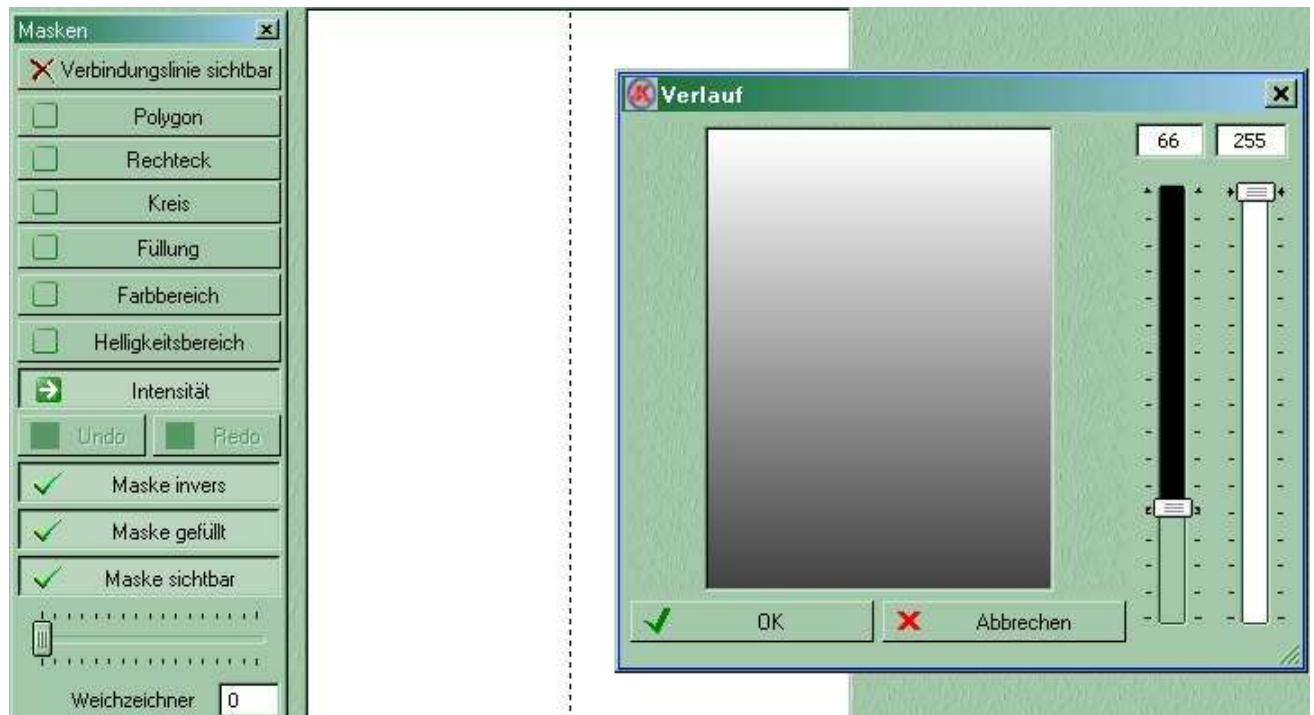 Masken
Verbindungslinie sichtbar
Polygon
Rechteck
Kreis
Füllung
Farbbereich
Helligkeitsbereich
Intensität
Undo Redo
Maske invers
Maske gefüllt
Maske sichtbar
Weichzeichner 0
Verlauf
66 255
OK Abbrechen